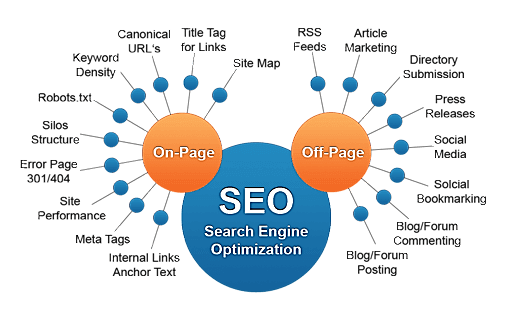 Canonical
URL's
Title Tag
for Links
Keyword
Density
Site Map
Robots.txt
Silos
Structure
Error Page
301/404
Site
Performance
Meta Tags
Internal Links
Anchor Text
On-Page
SEO
Search Engine
Optimization
Off-Page
RSS
Feeds
Article
Marketing
Directory
Submission
Press
Releases
Social
Media
Solcial
Bookmarking
Blog/Forum
Commenting
Blog/Forum
Posting